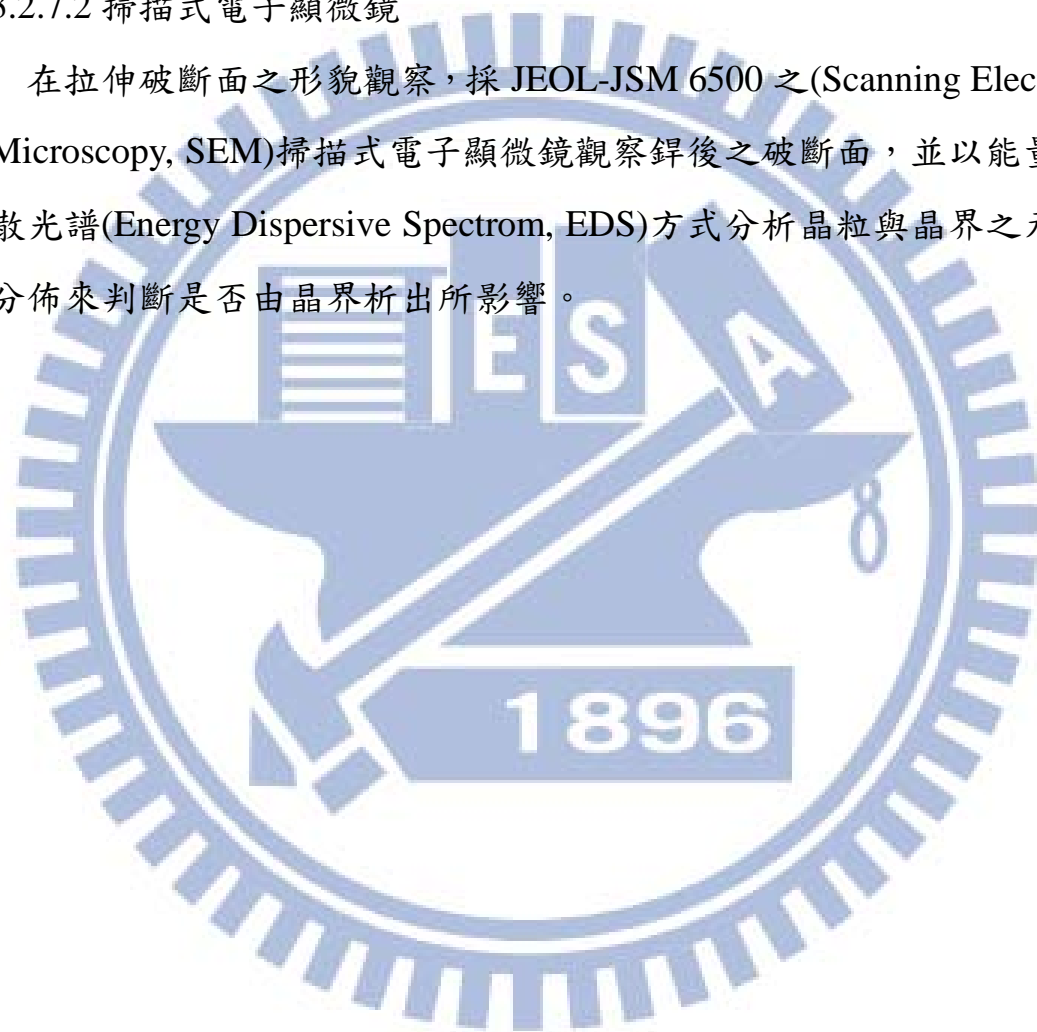 3.2.7.2 掃描式電子顯微鏡
在拉伸破斷面之形貌觀察，採 JEOL-JSM 6500 之(Scanning Elec
Microscopy, SEM)掃描式電子顯微鏡觀察銲後之破斷面，並以能量
散光譜(Energy Dispersive Spectrom, EDS)方式分析晶粒與晶界之元
分佈來判斷是否由晶界析出所影響。
E S A
1896